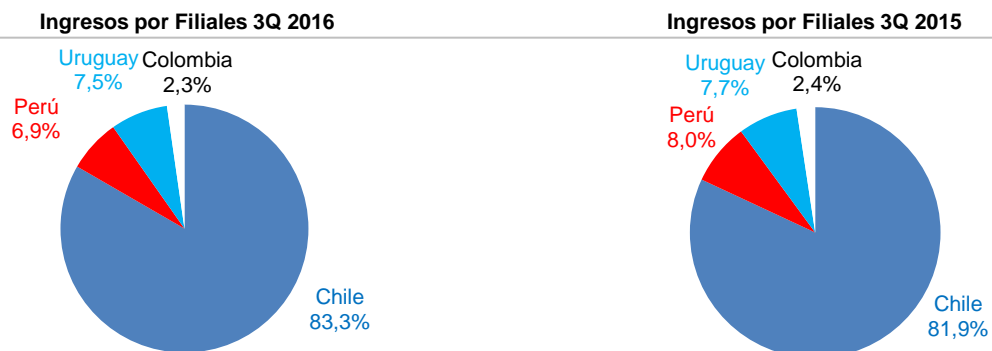 Ingresos por Filiales 3Q 2016
Uruguay
7,5%
Colombia
2,3%
Perú
6,9%
Chile
83,3%
Ingresos por Filiales 3Q 2015
Uruguay
7,7%
Colombia
2,4%
Perú
8,0%
Chile
81,9%